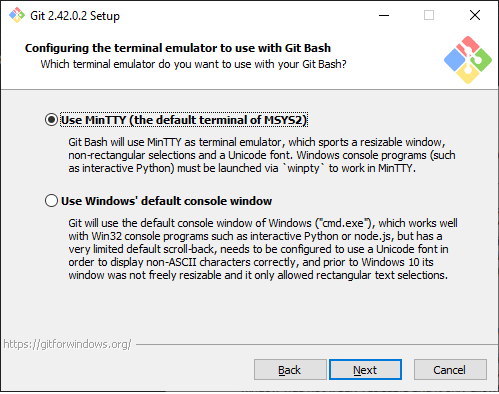 Git 2.42.0.2 Setup
Configuring the terminal emulator to use with Git Bash
Which terminal emulator do you want to use with your Git Bash?
Use MinTTY (the default terminal of MSYS2)
Git Bash will use MinTTY as terminal emulator, which sports a resizable window,
non-rectangular selections and a Unicode font. Windows console programs (such
as interactive Python) must be launched via `winpty` to work in MinTTY.
Use Windows' default console window
Git will use the default console window of Windows ("cmd.exe"), which works well
with Win32 console programs such as interactive Python or node.js, but has a
very limited default scroll-back, needs to be configured to use a Unicode font in
order to display non-ASCII characters correctly, and prior to Windows 10 its
window was not freely resizable and it only allowed rectangular text selections.
https://gitforwindows.org/
Back Next Cancel